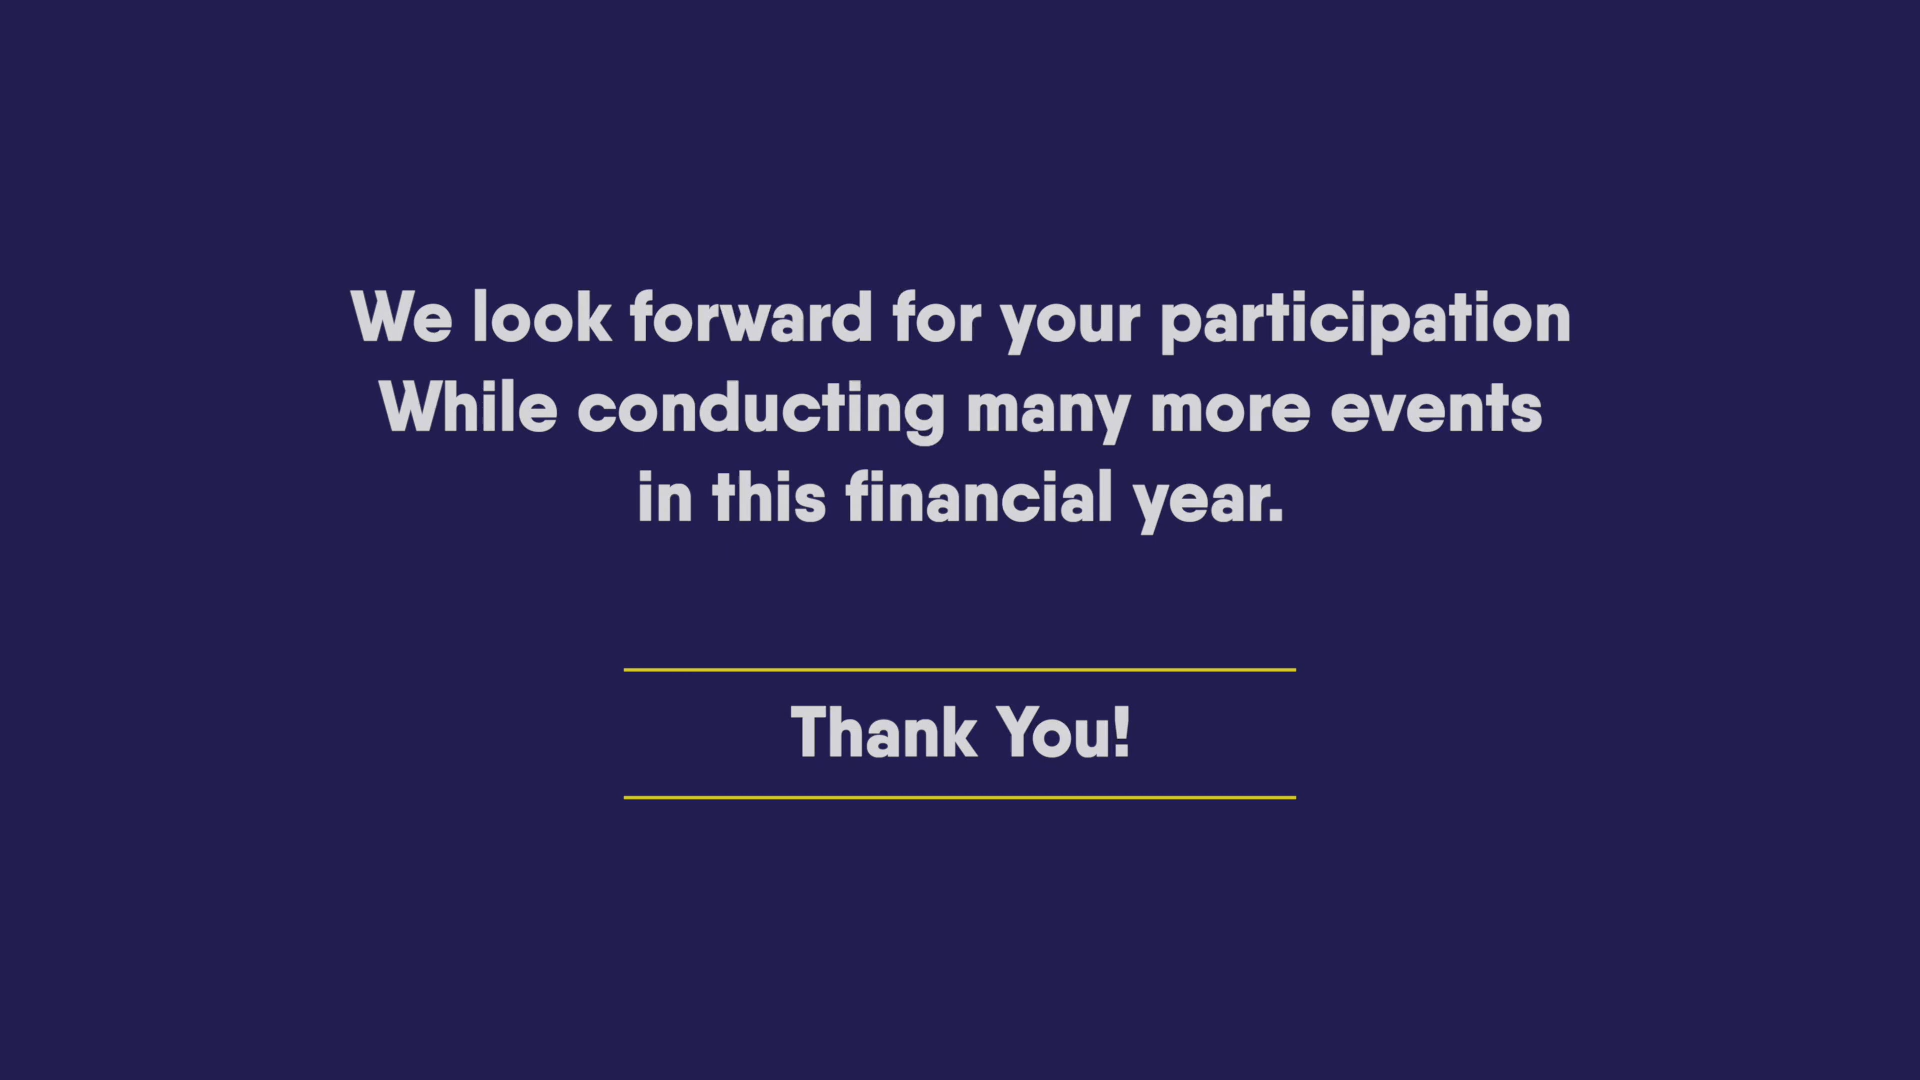 We look forward for your participation
While conducting many more events
in this financial year.
Thank You!